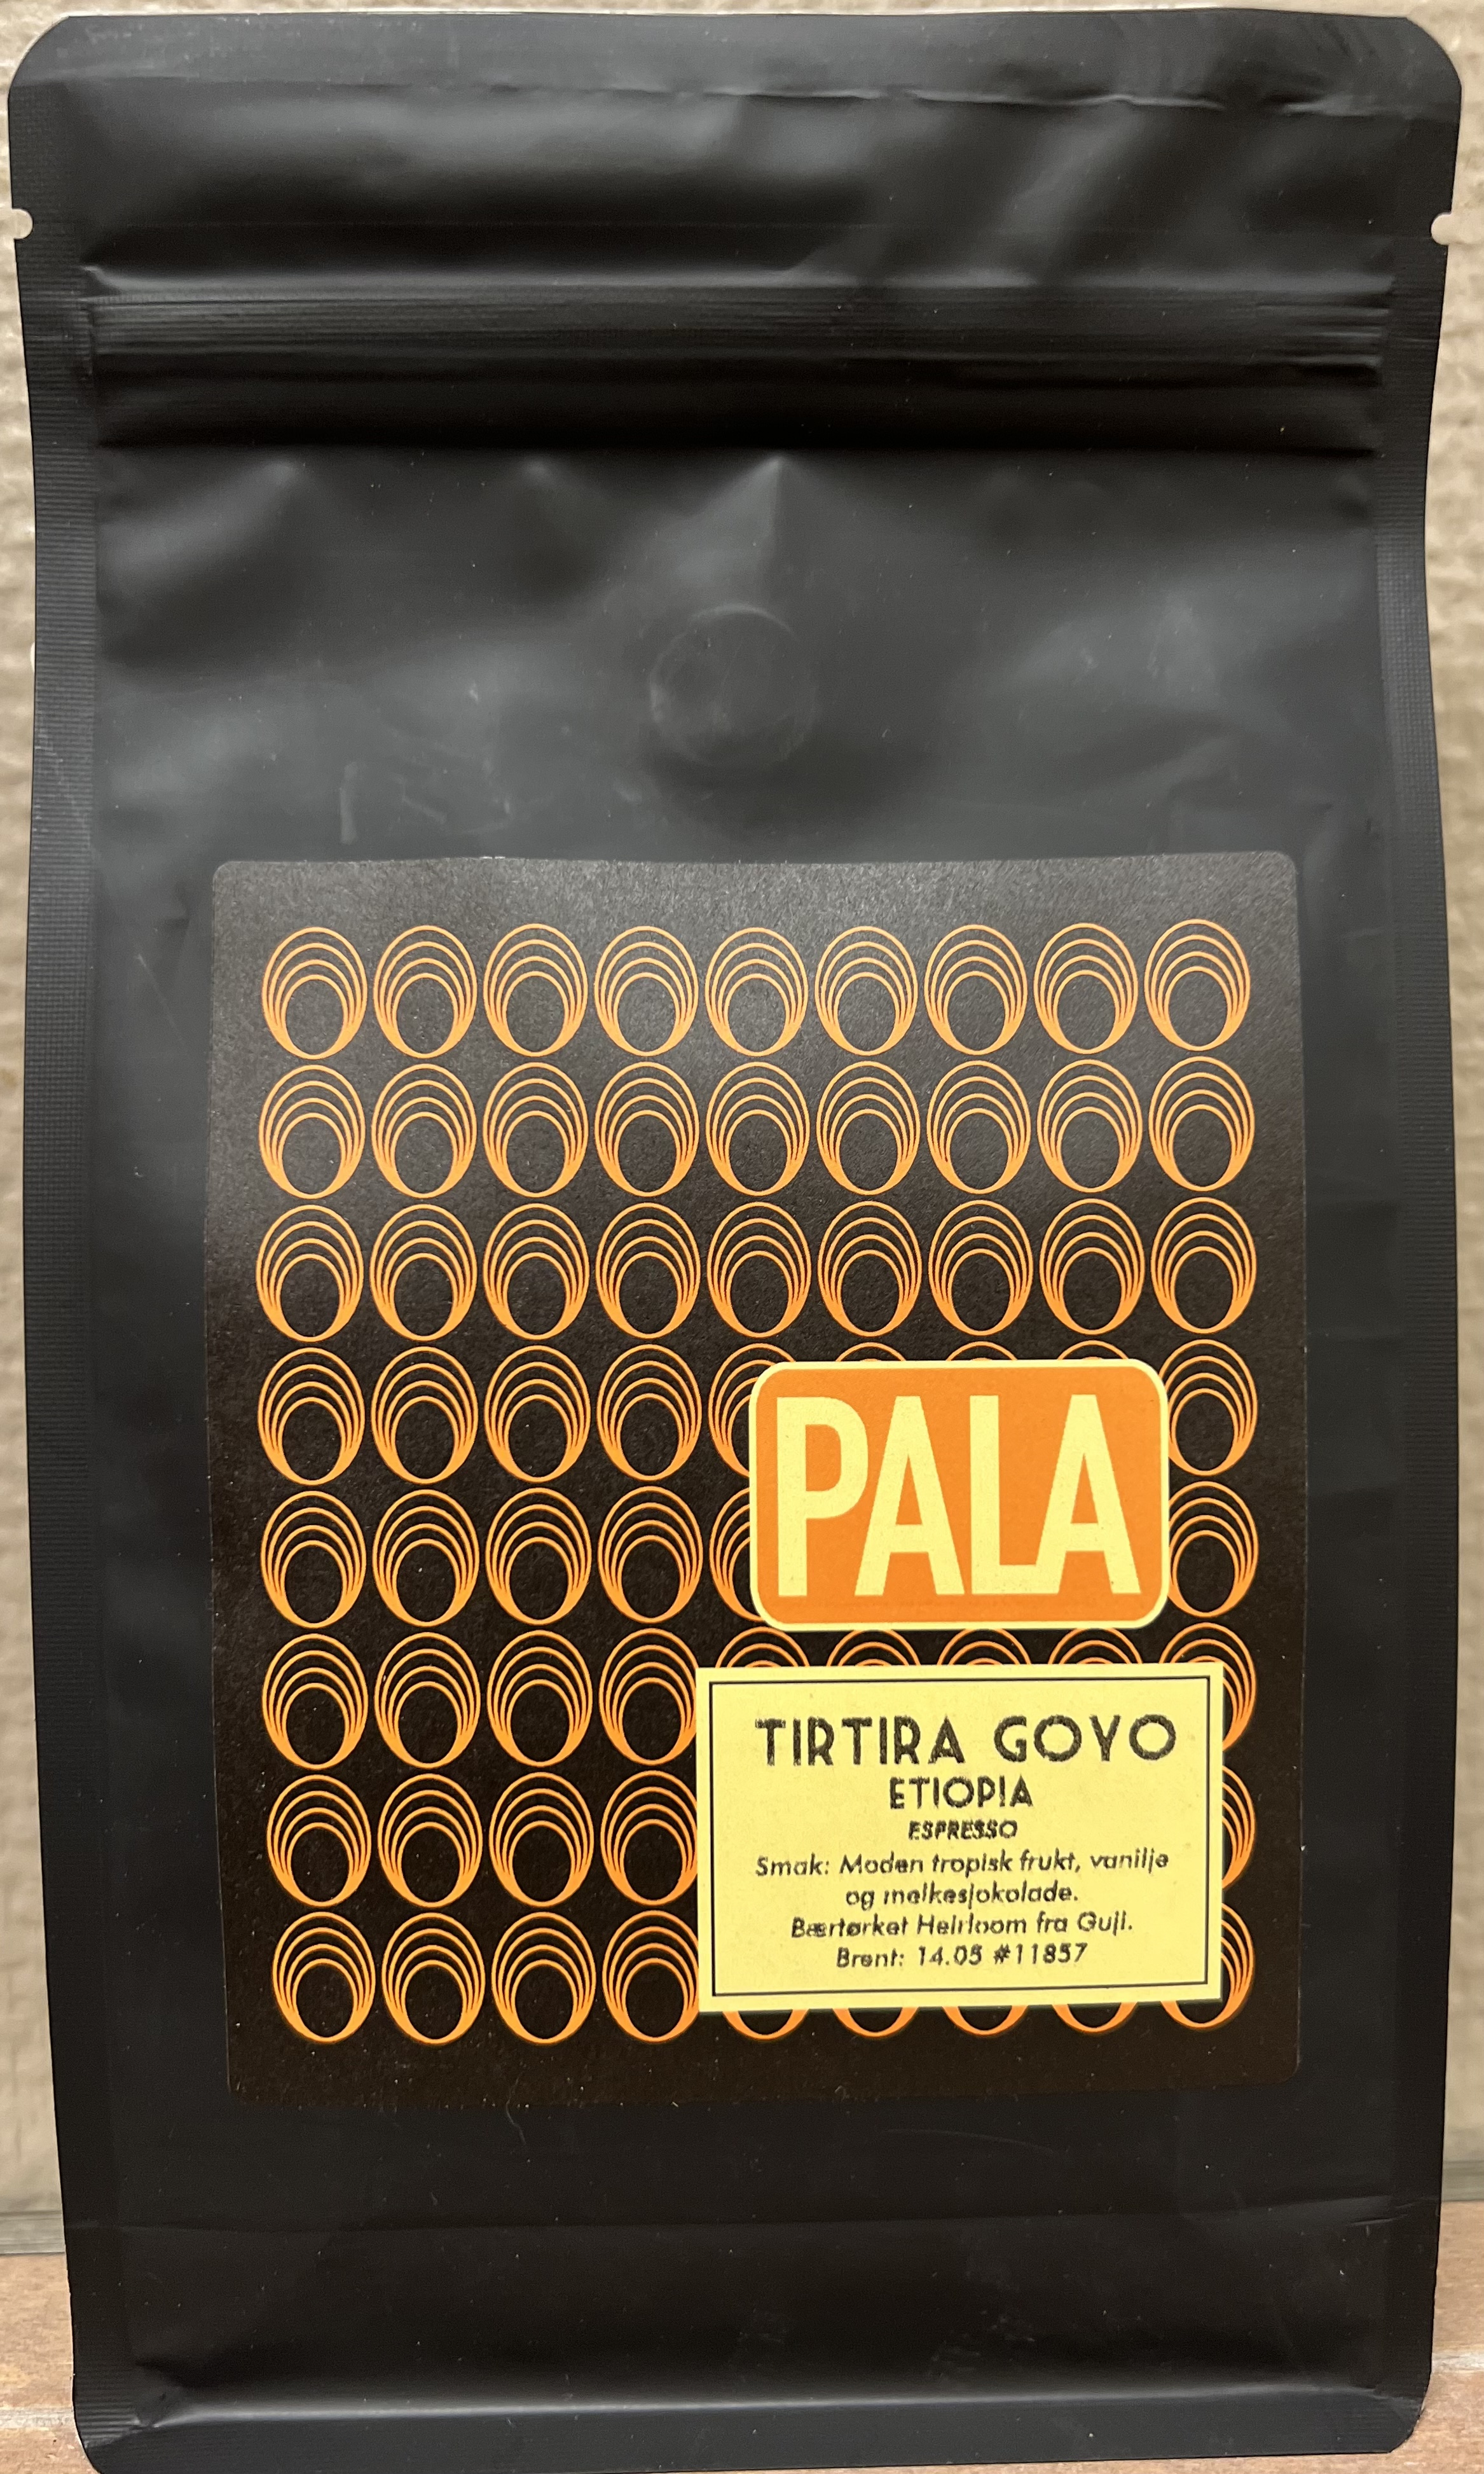 PALA
TIRTIRA GOYO
ETIOPIA
ESPRESSO
Smak: Moden tropisk frukt, vanilje
og melkesjokolade.
Bærtørket Heirloom fra Guji.
Brent: 14.05 #11857